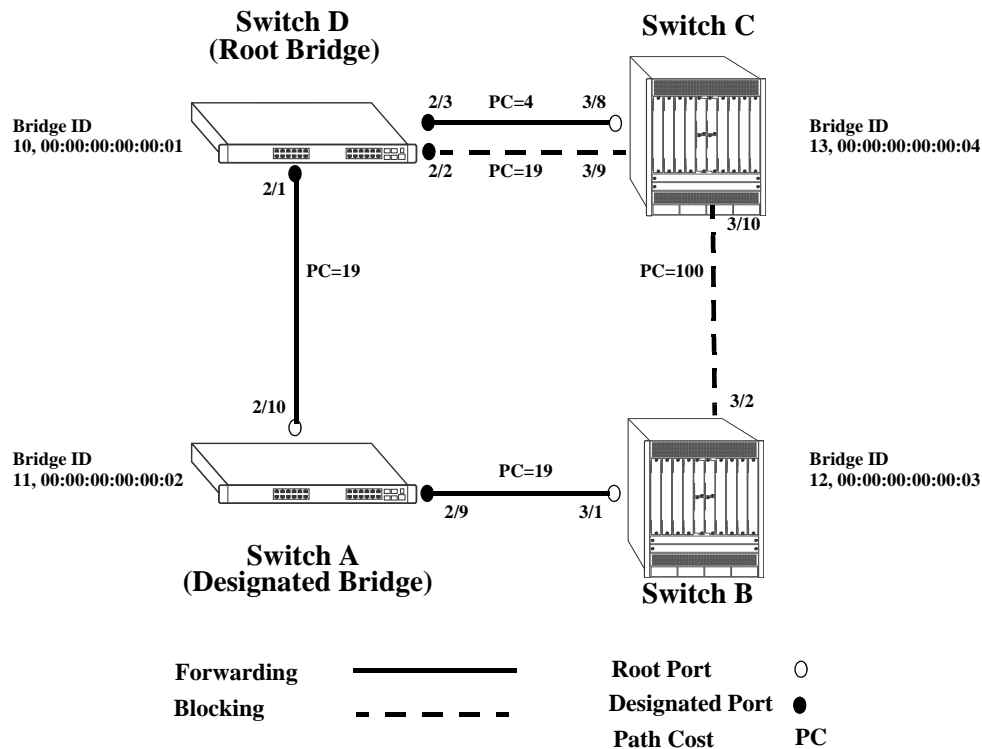 Switch D
(Root Bridge)
Switch C
2/3
PC=4
3/8
Bridge ID
10, 00:00:00:00:00:01
Bridge ID
13, 00:00:00:00:00:04
2/2
PC=19
3/9
2/1
3/10
PC=19
PC=100
2/10
3/2
Bridge ID
11, 00:00:00:00:00:02
PC=19
Bridge ID
12, 00:00:00:00:00:03
2/9
3/1
Switch A
(Designated Bridge)
Switch B
Forwarding
Root Port
Blocking
Designated Port
Path Cost
PC